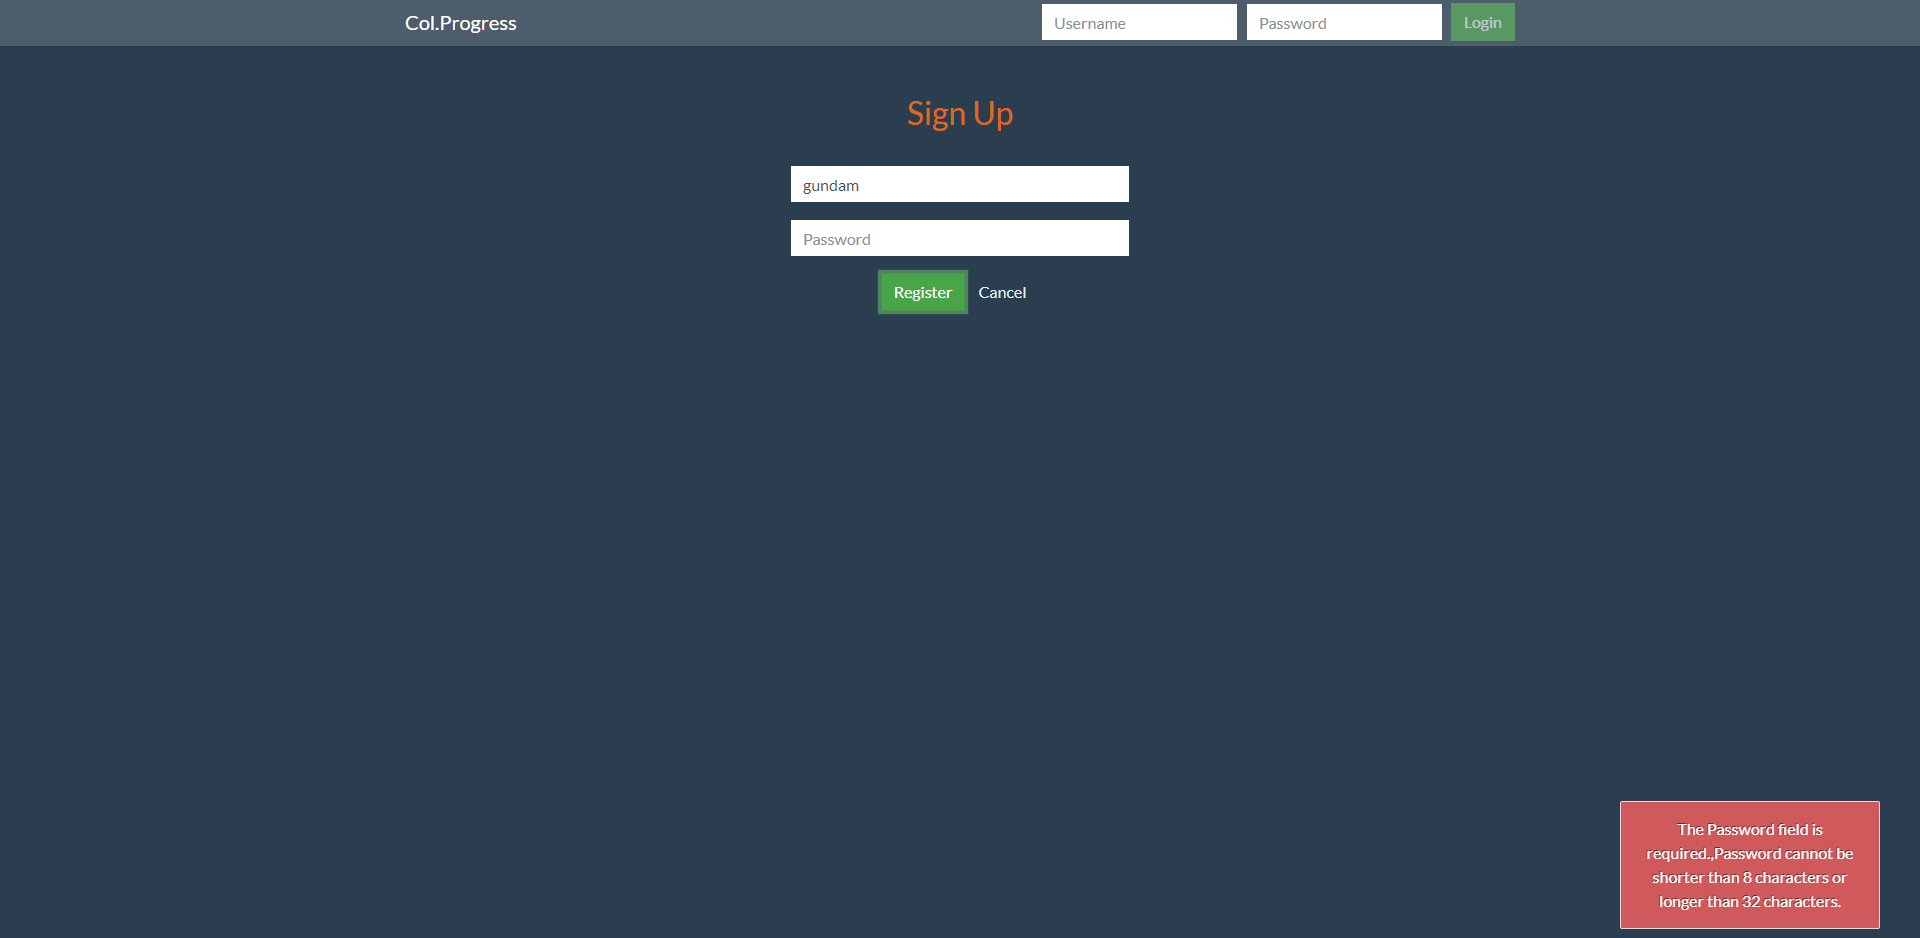 Col.Progress
Username
Password
Login
Sign Up
gundam
Password
Register
Cancel
The Password field is
required.,Password cannot be
shorter than 8 characters or
longer than 32 characters.